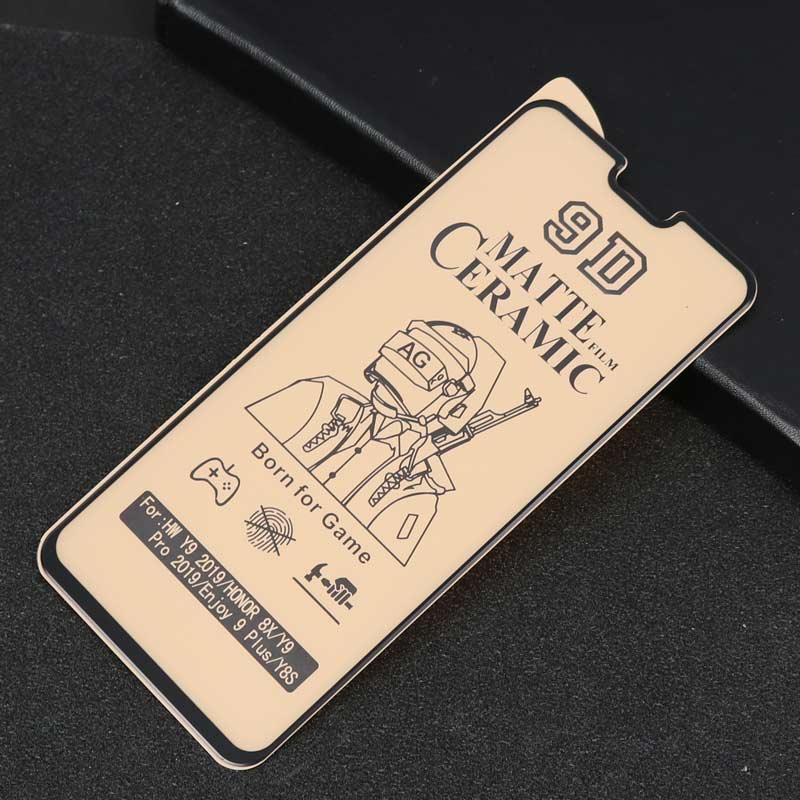 9D
MATTE
FILM
CERAMIC
AG
Born for Game
For:HW Y9 2019/HONOR 8X/Y9
Pro 2019/Enjoy 9 Plus/Y8S